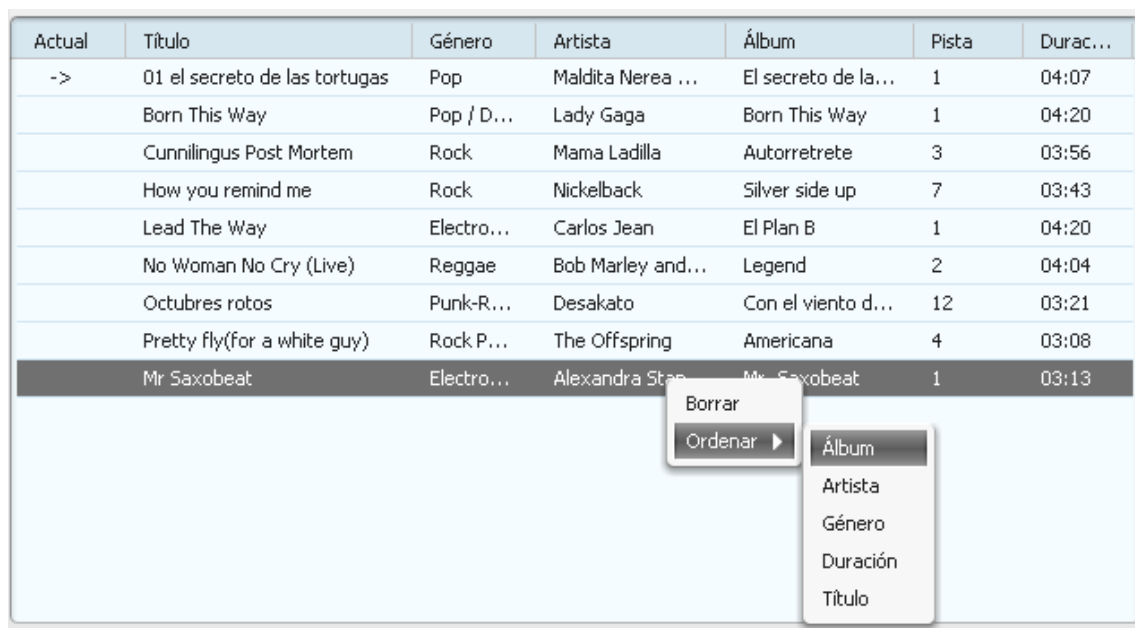 Actual Título Género Artista Álbum Pista Durac...
-> 01 el secreto de las tortugas Pop Maldita Nerea ... El secreto de la... 1 04:07
Born This Way Pop / D... Lady Gaga Born This Way 1 04:20
Cunnilingus Post Mortem Rock Mama Ladilla Autorretrete 3 03:56
How you remind me Rock Nickelback Silver side up 7 03:43
Lead The Way Electro... Carlos Jean El Plan B 1 04:20
No Woman No Cry (Live) Reggae Bob Marley and... Legend 2 04:04
Octubres rotos Punk-R... Desakato Con el viento d... 12 03:21
Pretty fly(for a white guy) Rock P... The Offspring Americana 4 03:08
Mr Saxobeat Electro... Alexandra Stan Mr. Saxobeat 1 03:13
Borrar
Ordenar
Álbum
Artista
Género
Duración
Título